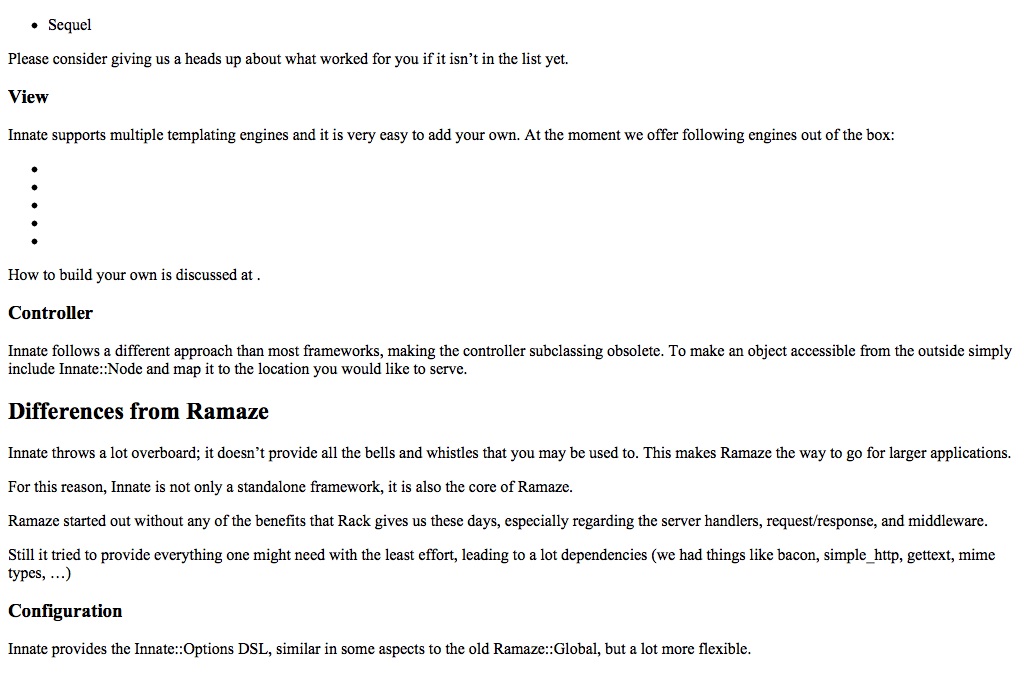 • Sequel
Please consider giving us a heads up about what worked for you if it isn’t in the list yet.
View
Innate supports multiple templating engines and it is very easy to add your own. At the moment we offer following engines out of the box:
•
•
•
•
•
How to build your own is discussed at .
Controller
Innate follows a different approach than most frameworks, making the controller subclassing obsolete. To make an object accessible from the outside simply
include Innate::Node and map it to the location you would like to serve.
Differences from Ramaze
Innate throws a lot overboard; it doesn’t provide all the bells and whistles that you may be used to. This makes Ramaze the way to go for larger applications.
For this reason, Innate is not only a standalone framework, it is also the core of Ramaze.
Ramaze started out without any of the benefits that Rack gives us these days, especially regarding the server handlers, request/response, and middleware.
Still it tried to provide everything one might need with the least effort, leading to a lot dependencies (we had things like bacon, simple_http, gettext, mime
types, …)
Configuration
Innate provides the Innate::Options DSL, similar in some aspects to the old Ramaze::Global, but a lot more flexible.